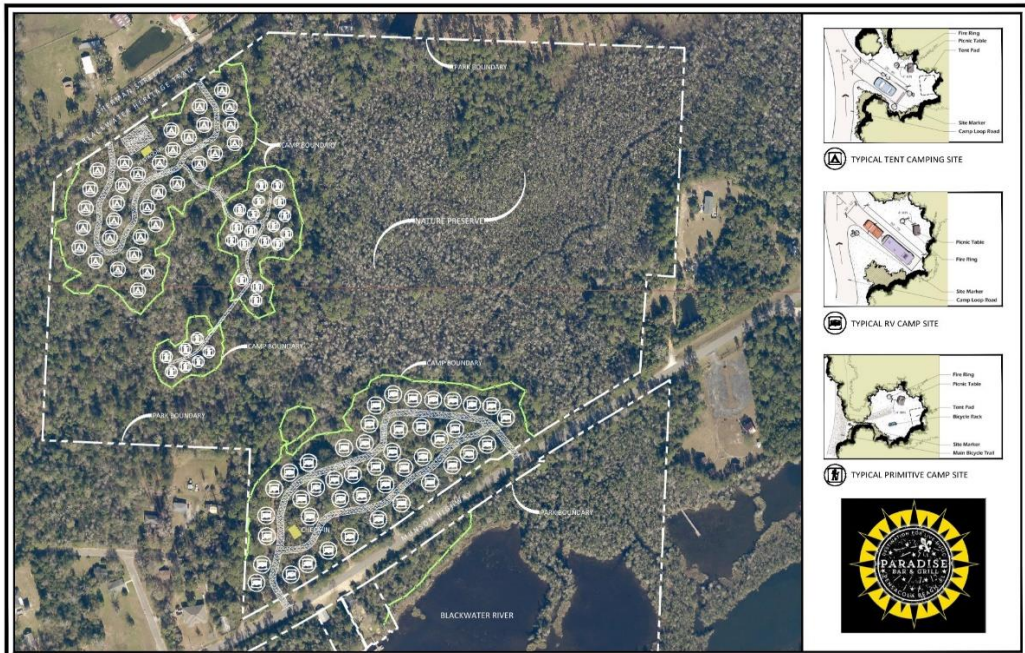 PARK BOUNDARY
CAMP BOUNDARY
NATURE PRESERVE
CAMP BOUNDARY
CAMP BOUNDARY
PARK BOUNDARY
CHECK IN
PARK BOUNDARY
BLACKWATER RIVER
Fire Ring
Picnic Table
Tent Pad
Site Marker
Camp Loop Road
TYPICAL TENT CAMPING SITE
Picnic Table
Fire Ring
Site Marker
Camp Loop Road
TYPICAL RV CAMP SITE
Fire Ring
Picnic Table
Tent Pad
Bicycle Rack
Site Marker
Main Bicycle Trail
TYPICAL PRIMITIVE CAMP SITE
PARADISE
BAR & GRILL
PENSACOLA BEACH, FL